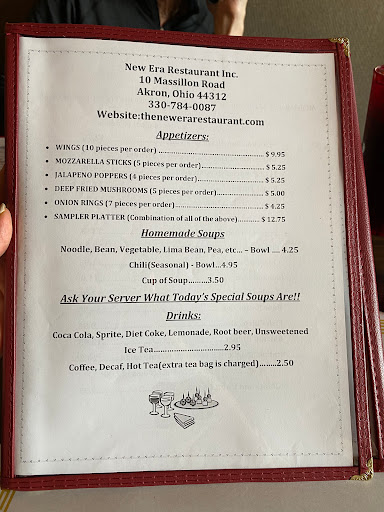 New Era Restaurant Inc.
10 Massillon Road
Akron, Ohio 44312
330-784-0087
Website:thenewerarestaurant.com
Appetizers:
• WINGS (10 pieces per order) ................................................ $ 9.95
• MOZZARELLA STICKS (5 pieces per order)........................... $ 5.25
• JALAPENO POPPERS (4 pieces per order)............................. $ 5.25
• DEEP FRIED MUSHROOMS (5 pieces per order)..................... $ 5.00
• ONION RINGS (7 pieces per order)........................................ $ 4.25
• SAMPLER PLATTER (Combination of all of the above).......... $ 12.75
Homemade Soups
Noodle, Bean, Vegetable, Lima Bean, Pea, etc... – Bowl .... 4.25
Chili(Seasonal) - Bowl...4.95
Cup of Soup.........3.50
Ask Your Server What Today's Special Soups Are!!
Drinks:
Coca Cola, Sprite, Diet Coke, Lemonade, Root beer, Unsweetened
Ice Tea................................2.95
Coffee, Decaf, Hot Tea(extra tea bag is charged)........2.50